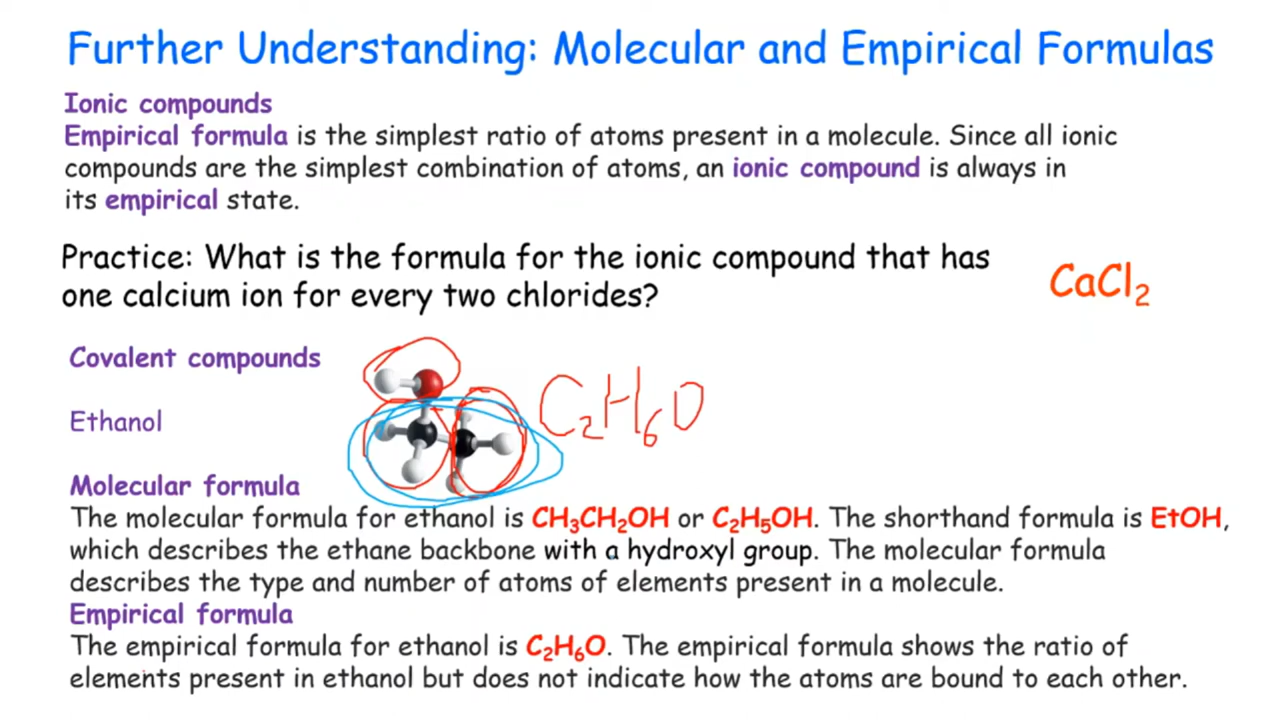 Further Understanding: Molecular and Empirical Formulas
Ionic compounds
Empirical formula is the simplest ratio of atoms present in a molecule. Since all ionic
compounds are the simplest combination of atoms, an ionic compound is always in
its empirical state.
Practice: What is the formula for the ionic compound that has
one calcium ion for every two chlorides?
CaCl₂
Covalent compounds
Ethanol
C₂H₆O
Molecular formula
The molecular formula for ethanol is CH₃CH₂OH or C₂H₅OH. The shorthand formula is EtOH,
which describes the ethane backbone with a hydroxyl group. The molecular formula
describes the type and number of atoms of elements present in a molecule.
Empirical formula
The empirical formula for ethanol is C₂H₆O. The empirical formula shows the ratio of
elements present in ethanol but does not indicate how the atoms are bound to each other.